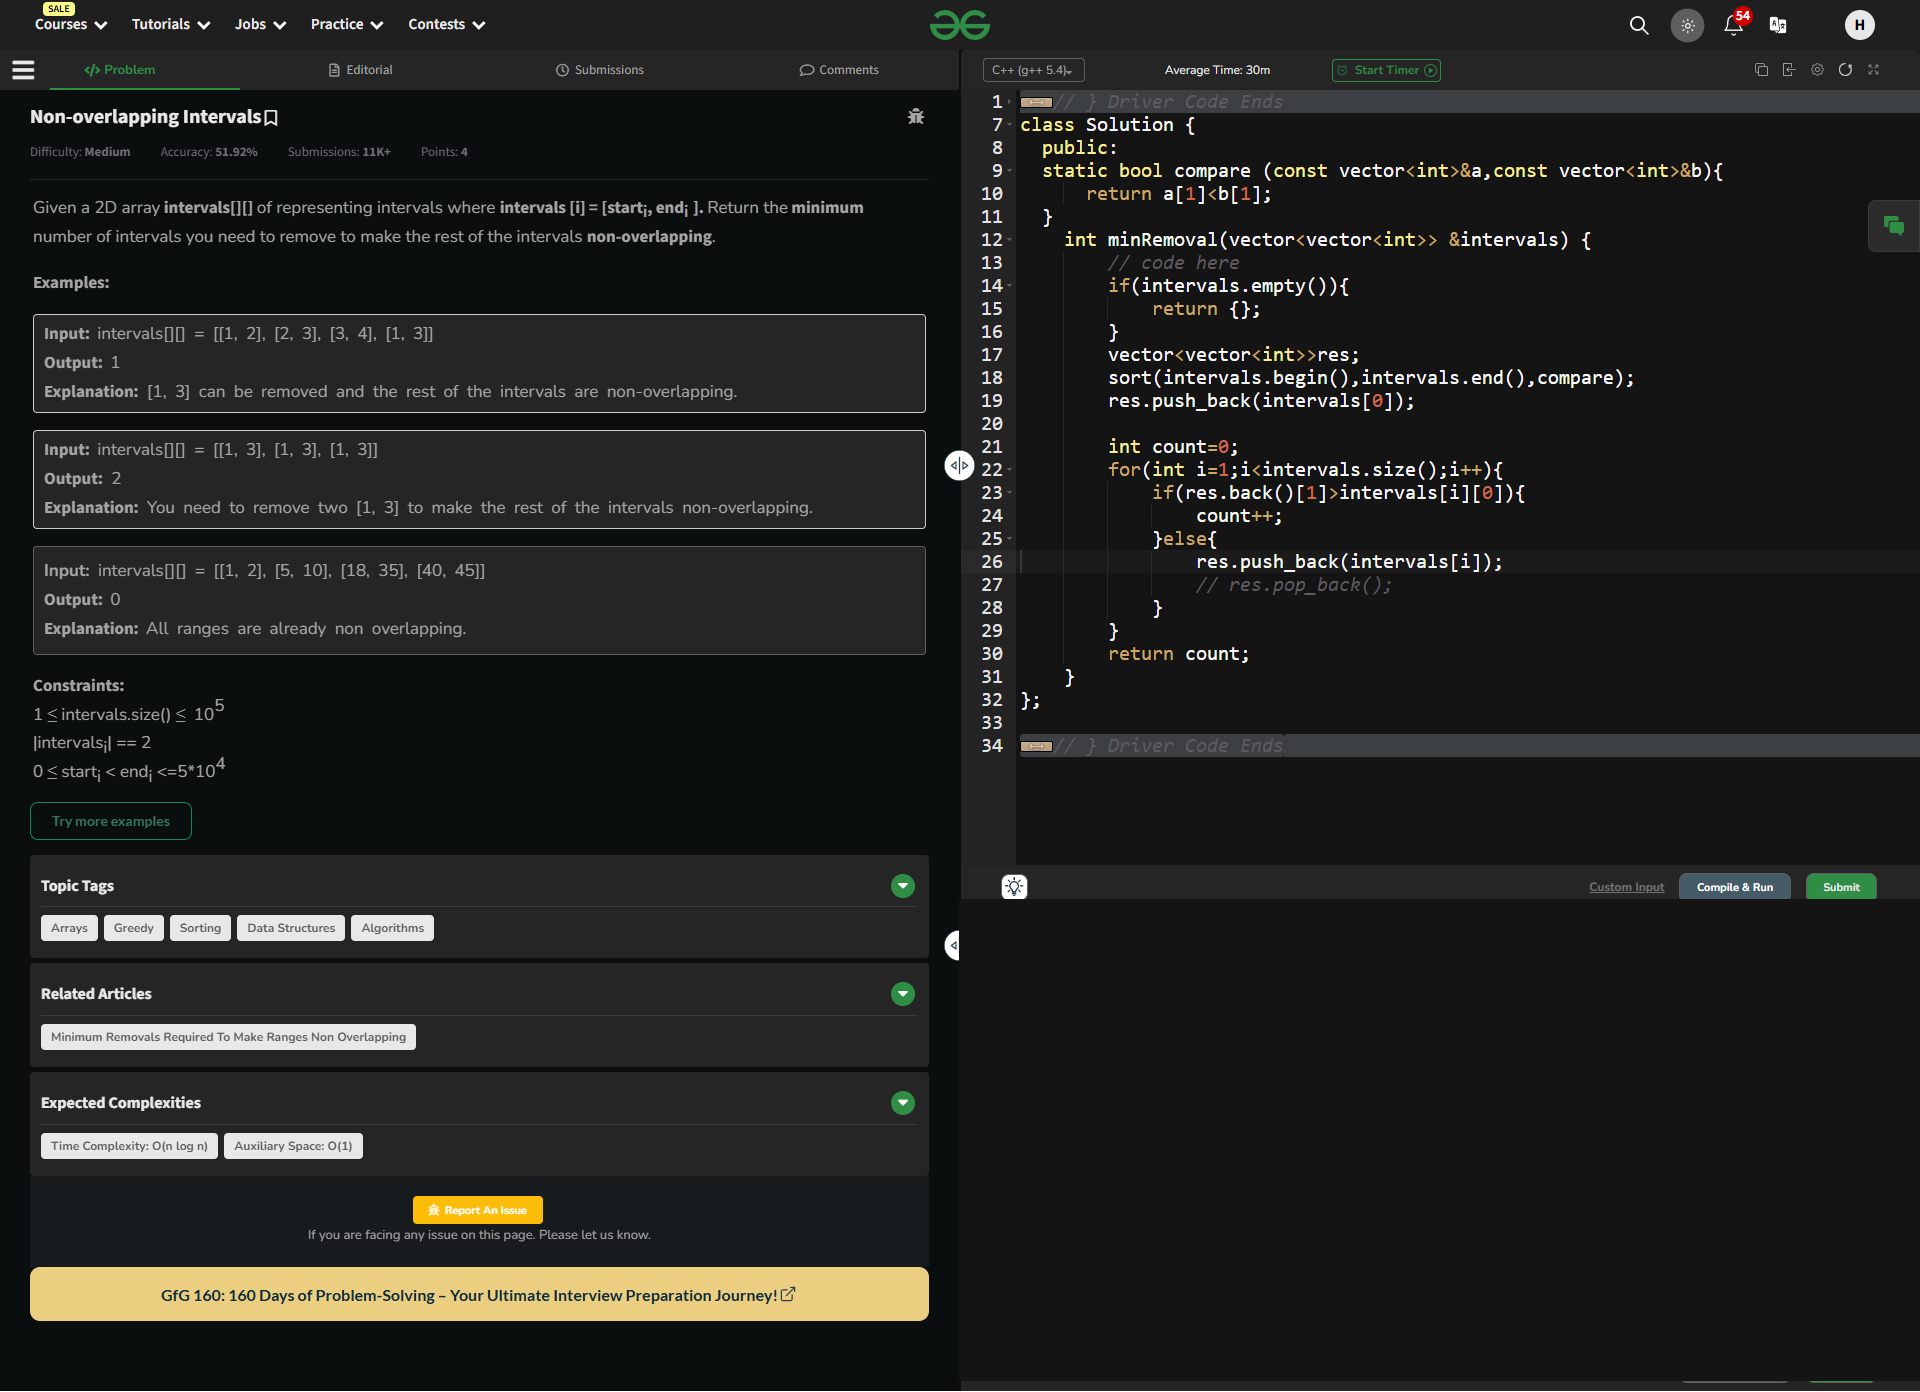 SALE
Courses Tutorials Jobs Practice Contests 54 H
Problem Editorial Submissions Comments
Non-overlapping Intervals
Difficulty: Medium Accuracy: 51.92% Submissions: 11K+ Points: 4
Given a 2D array intervals[][] of representing intervals where intervals [i] = [starti, endi ]. Return the minimum
number of intervals you need to remove to make the rest of the intervals non-overlapping.
Examples:
Input: intervals[][] = [[1, 2], [2, 3], [3, 4], [1, 3]]
Output: 1
Explanation: [1, 3] can be removed and the rest of the intervals are non-overlapping.
Input: intervals[][] = [[1, 3], [1, 3], [1, 3]]
Output: 2
Explanation: You need to remove two [1, 3] to make the rest of the intervals non-overlapping.
Input: intervals[][] = [[1, 2], [5, 10], [18, 35], [40, 45]]
Output: 0
Explanation: All ranges are already non overlapping.
Constraints:
1 ≤ intervals.size() ≤ 10^5
|intervalsi| == 2
0 ≤ starti < endi <=5*10^4
Try more examples
Topic Tags
Arrays Greedy Sorting Data Structures Algorithms
Related Articles
Minimum Removals Required To Make Ranges Non Overlapping
Expected Complexities
Time Complexity: O(n log n) Auxiliary Space: O(1)
Report An Issue
If you are facing any issue on this page. Please let us know.
GfG 160: 160 Days of Problem-Solving – Your Ultimate Interview Preparation Journey!
C++ (g++ 5.4) Average Time: 30m Start Timer
1 // } Driver Code Ends
7 class Solution {
8   public:
9   static bool compare (const vector<int>&a,const vector<int>&b){
10       return a[1]<b[1];
11   }
12     int minRemoval(vector<vector<int>> &intervals) {
13         // code here
14         if(intervals.empty()){
15             return {};
16         }
17         vector<vector<int>>res;
18         sort(intervals.begin(),intervals.end(),compare);
19         res.push_back(intervals[0]);
20
21         int count=0;
22         for(int i=1;i<intervals.size();i++){
23             if(res.back()[1]>intervals[i][0]){
24                 count++;
25             }else{
26                 res.push_back(intervals[i]);
27                 // res.pop_back();
28             }
29         }
30         return count;
31     }
32 };
33
34 // } Driver Code Ends
Custom Input Compile & Run Submit